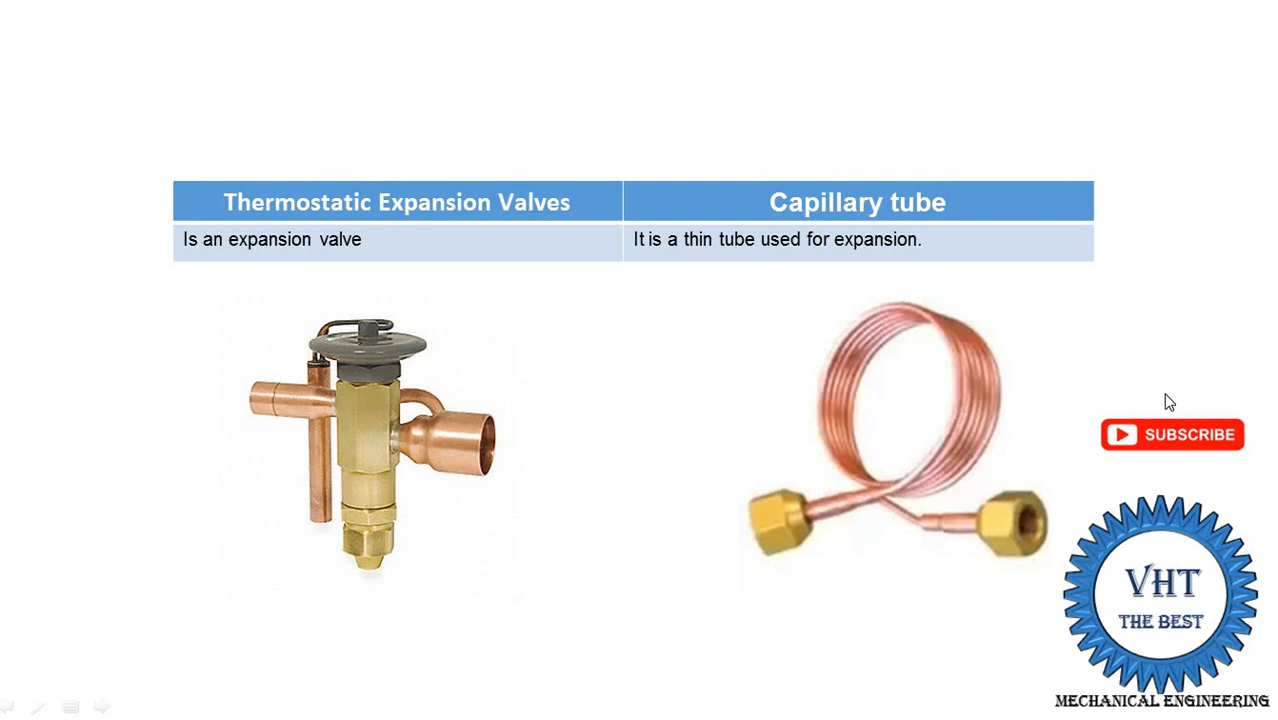 Thermostatic Expansion Valves
Capillary tube
Is an expansion valve
It is a thin tube used for expansion.
SUBSCRIBE
VHT
THE BEST
MECHANICAL ENGINEERING